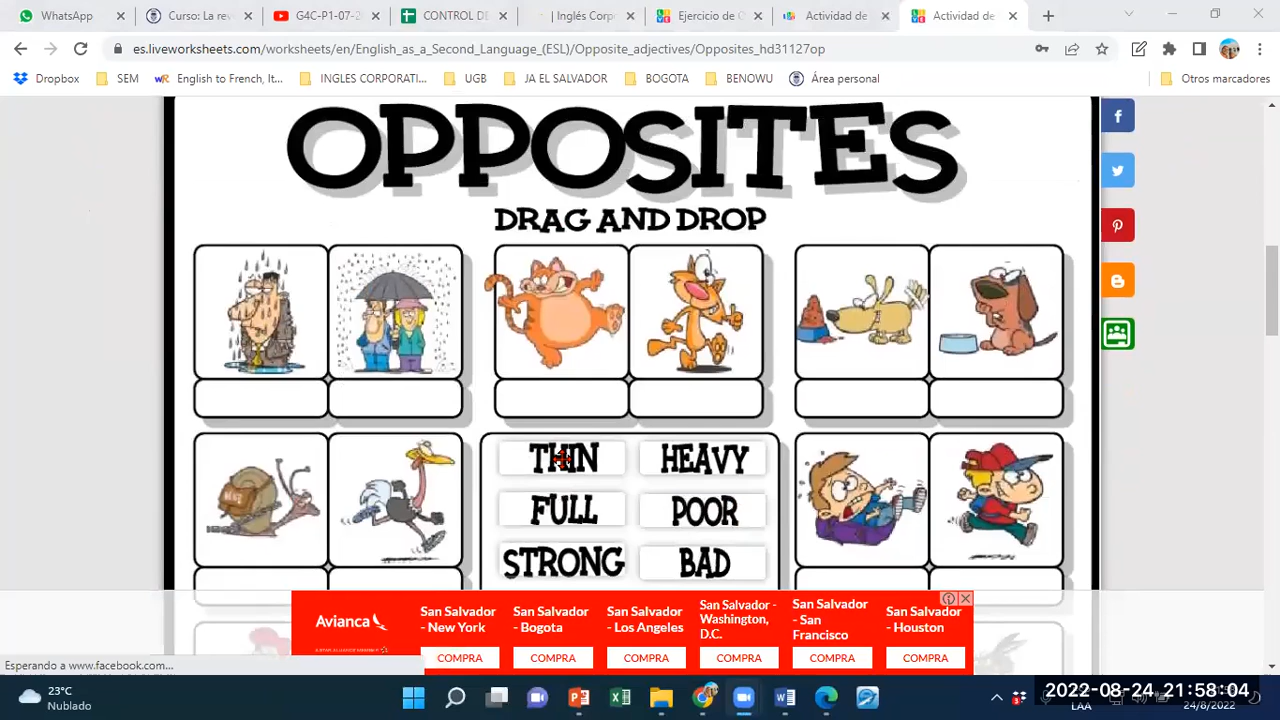 WhatsApp
Curso: Las
G4C-P1-07-2
CONTROL
Inglés Corp
Ejercicio de O
Actividad de
Actividad de
es.liveworksheets.com/worksheets/en/English_as_a_Second_Language_(ESL)/Opposite_adjectives/Opposites_hd31127op
Dropbox
SEM
English to French, It...
INGLES CORPORATI...
UGB
JA EL SALVADOR
BOGOTA
BENOWU
Área personal
Otros marcadores
OPPOSITES
DRAG AND DROP
THIN HEAVY
FULL POOR
STRONG BAD
Avianca
San Salvador - New York
San Salvador - Bogota
San Salvador - Los Angeles
San Salvador - Washington, D.C.
San Salvador - San Francisco
San Salvador - Houston
COMPRA COMPRA COMPRA COMPRA COMPRA COMPRA
Esperando a www.facebook.com...
23°C
Nublado
LAA
2022-08-24 21:58:04
24/8/2022